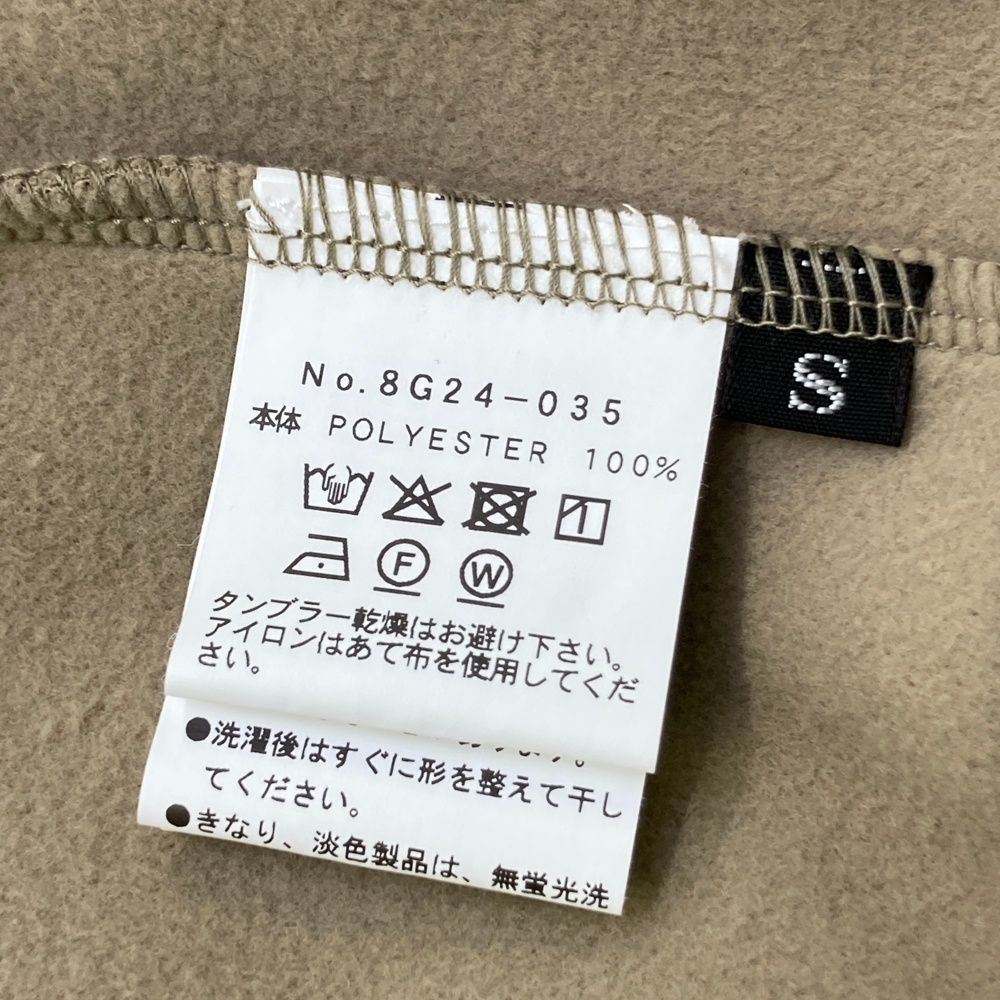 No.8G24-035
S
本体 POLYESTER 100%
1
F W
タンブラー乾燥はお避け下さい。
アイロンはあて布を使用してくだ
さい。
●洗濯後はすぐに形を整えて干し
てください。
●きなり、淡色製品は、無蛍光洗